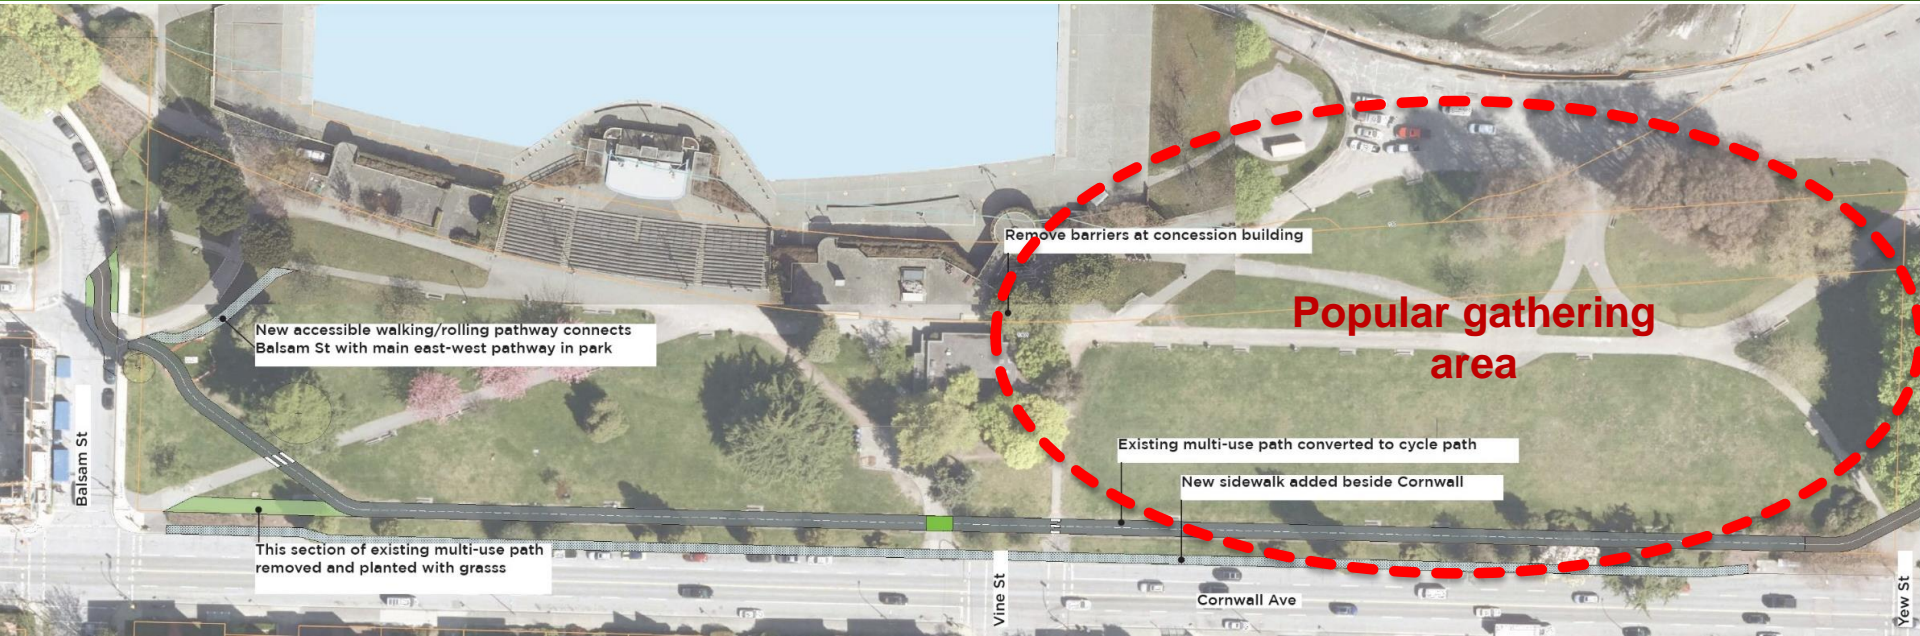 Remove barriers at concession building
Popular gathering
area
New accessible walking/rolling pathway connects
Balsam St with main east-west pathway in park
Existing multi-use path converted to cycle path
New sidewalk added beside Cornwall
This section of existing multi-use path
removed and planted with grasss
Balsam St
Vine St
Cornwall Ave
Yew St